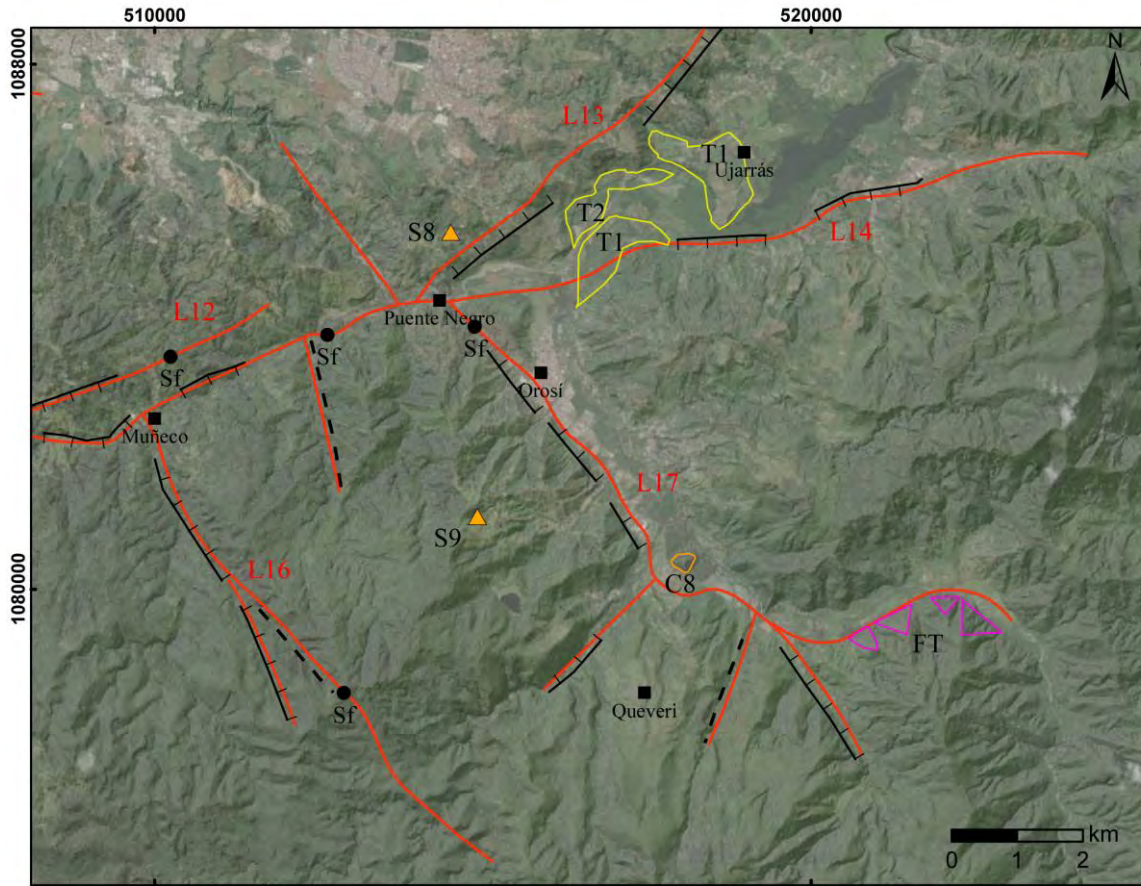 510000
520000
1088000
1080000
N
L13
T1
Ujarrás
T2
T1
S8
L14
L12
Puente Negro
Sf
Sf
Sf
Orosí
Muñeco
L17
S9
C8
L16
FT
Sf
Queveri
km
0 1 2